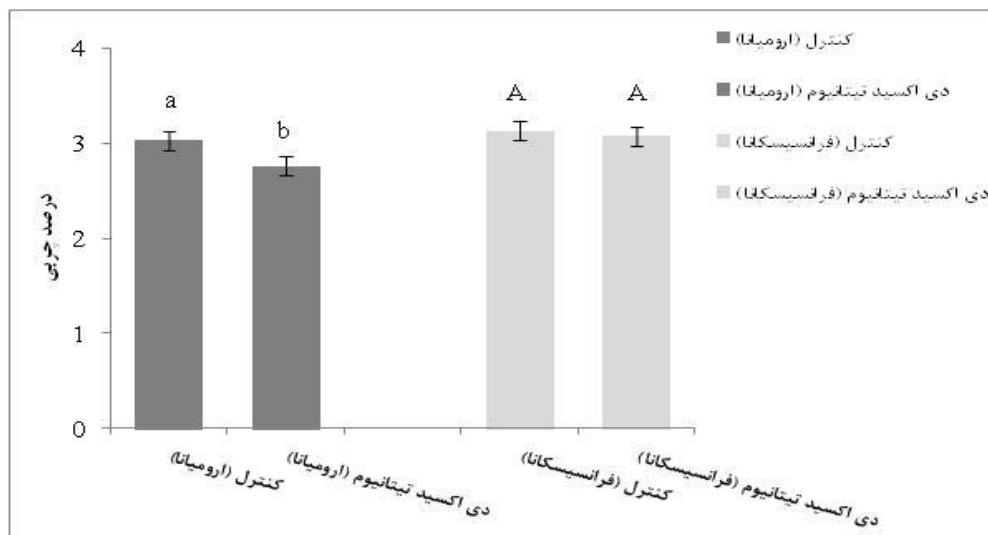 4
3
2
1
0
درصد چربی
a
b
A
A
کنترل (ارومیانا)
دی اکسید تیتانیوم (ارومیانا)
کنترل (فرانسیسکانا)
دی اکسید تیتانیوم (فرانسیسکانا)
کنترل (ارومیانا)
دی اکسید تیتانیوم (ارومیانا)
کنترل (فرانسیسکانا)
دی اکسید تیتانیوم (فرانسیسکانا)